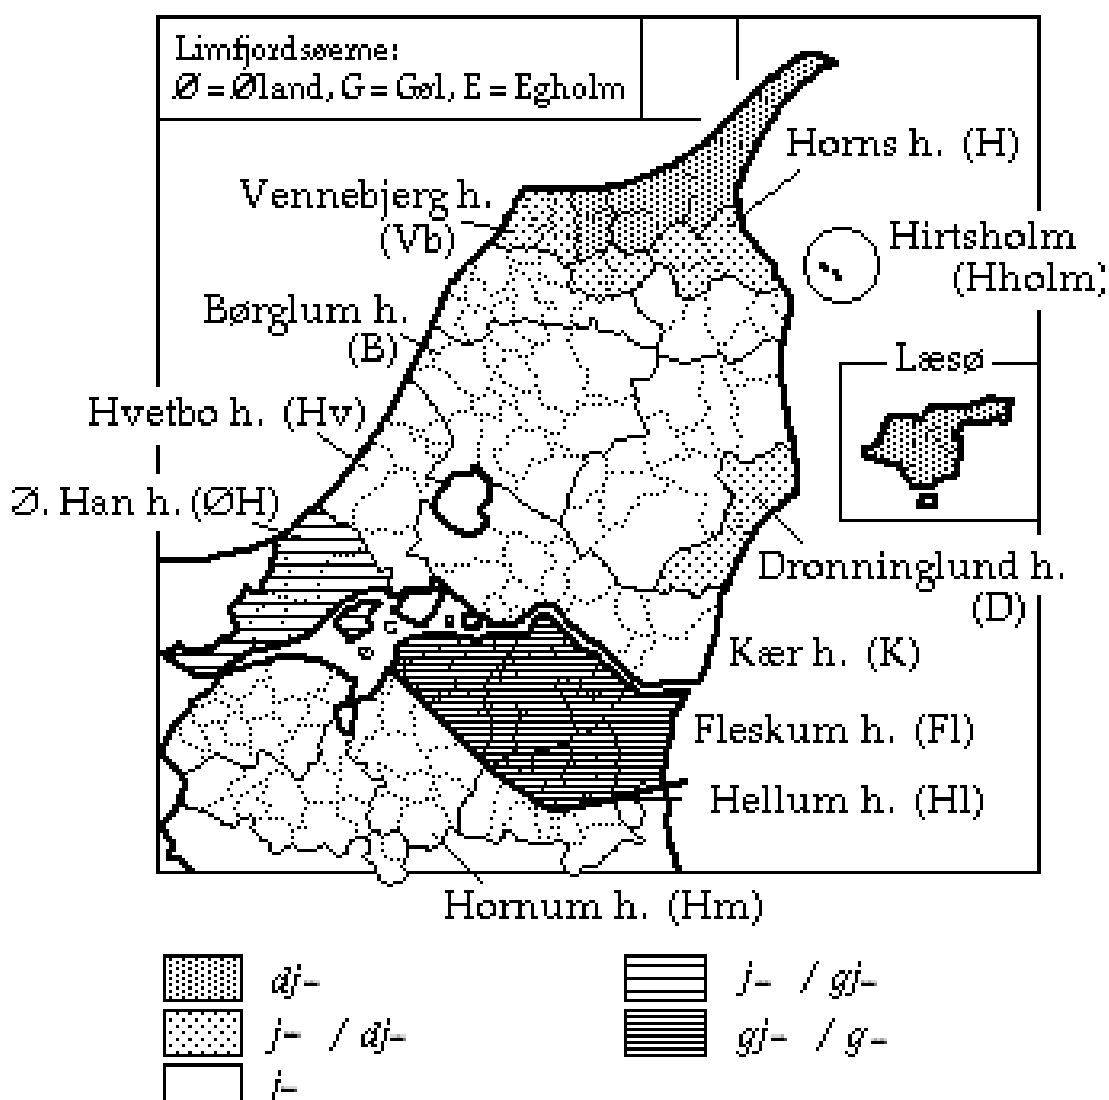 Limfjordsøerne:
Ø = Øland, G = Gøl, E = Egholm
Horns h. (H)
Vennebjerg h.
(Vb)
Hirtsholm
(Hholm)
Børglum h.
(B)
Læsø
Hvetbo h. (Hv)
Ø. Han h. (ØH)
Dronninglund h.
(D)
Kær h. (K)
Fleskum h. (Fl)
Hellum h. (Hl)
Hornum h. (Hm)
dj- j- / gj-
j- / dj- gj- / g-
j-